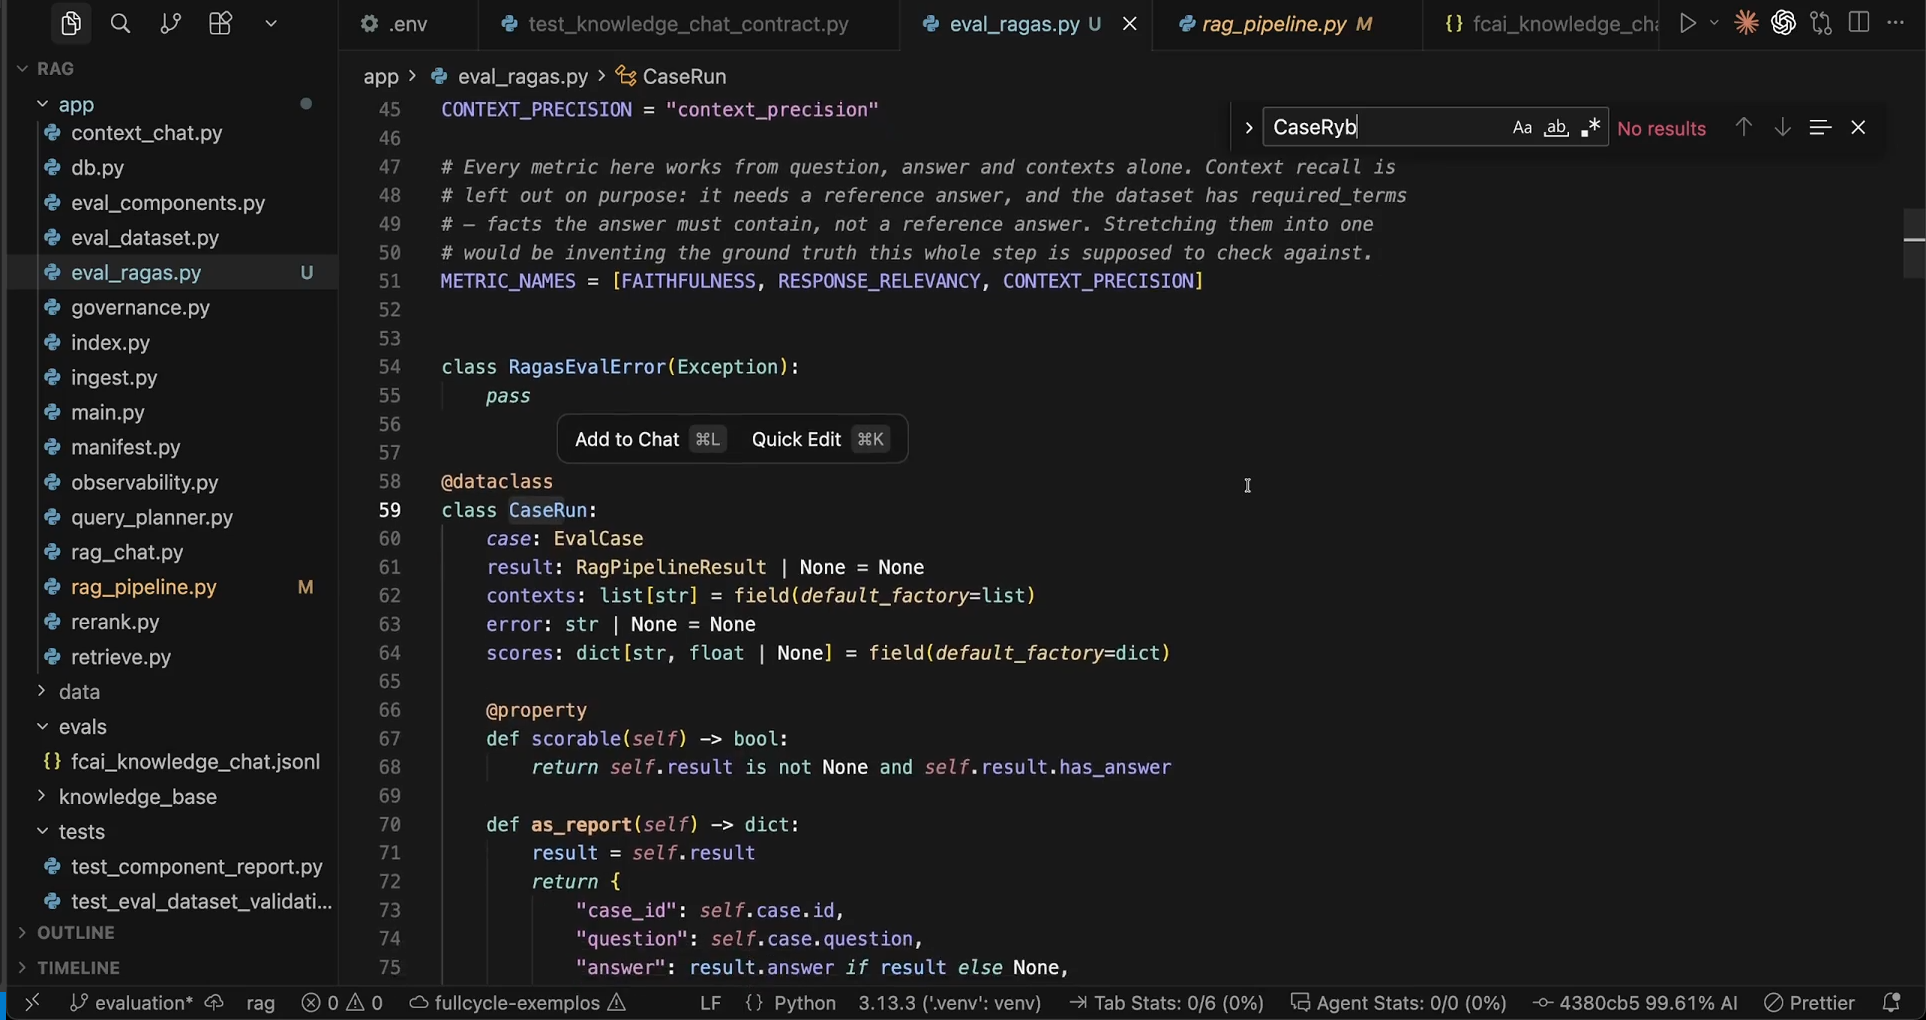 .env
test_knowledge_chat_contract.py
eval_ragas.py U
rag_pipeline.py M
{} fcai_knowledge_cha
RAG
app
context_chat.py
db.py
eval_components.py
eval_dataset.py
eval_ragas.py U
governance.py
index.py
ingest.py
main.py
manifest.py
observability.py
query_planner.py
rag_chat.py
rag_pipeline.py M
rerank.py
retrieve.py
data
evals
{} fcai_knowledge_chat.jsonl
knowledge_base
tests
test_component_report.py
test_eval_dataset_validati...
OUTLINE
TIMELINE
app > eval_ragas.py > CaseRun
CaseRyb Aa ab .* No results
45 CONTEXT_PRECISION = "context_precision"
46
47 # Every metric here works from question, answer and contexts alone. Context recall is
48 # left out on purpose: it needs a reference answer, and the dataset has required_terms
49 # — facts the answer must contain, not a reference answer. Stretching them into one
50 # would be inventing the ground truth this whole step is supposed to check against.
51 METRIC_NAMES = [FAITHFULNESS, RESPONSE_RELEVANCY, CONTEXT_PRECISION]
52
53
54 class RagasEvalError(Exception):
55 pass
56
Add to Chat ⌘L Quick Edit ⌘K
57
58 @dataclass
59 class CaseRun:
60 case: EvalCase
61 result: RagPipelineResult | None = None
62 contexts: list[str] = field(default_factory=list)
63 error: str | None = None
64 scores: dict[str, float | None] = field(default_factory=dict)
65
66 @property
67 def scorable(self) -> bool:
68 return self.result is not None and self.result.has_answer
69
70 def as_report(self) -> dict:
71 result = self.result
72 return {
73 "case_id": self.case.id,
74 "question": self.case.question,
75 "answer": result.answer if result else None,
evaluation* rag 0 0 fullcycle-exemplos LF {} Python 3.13.3 ('.venv': venv) Tab Stats: 0/6 (0%) Agent Stats: 0/0 (0%) 4380cb5 99.61% AI Prettier